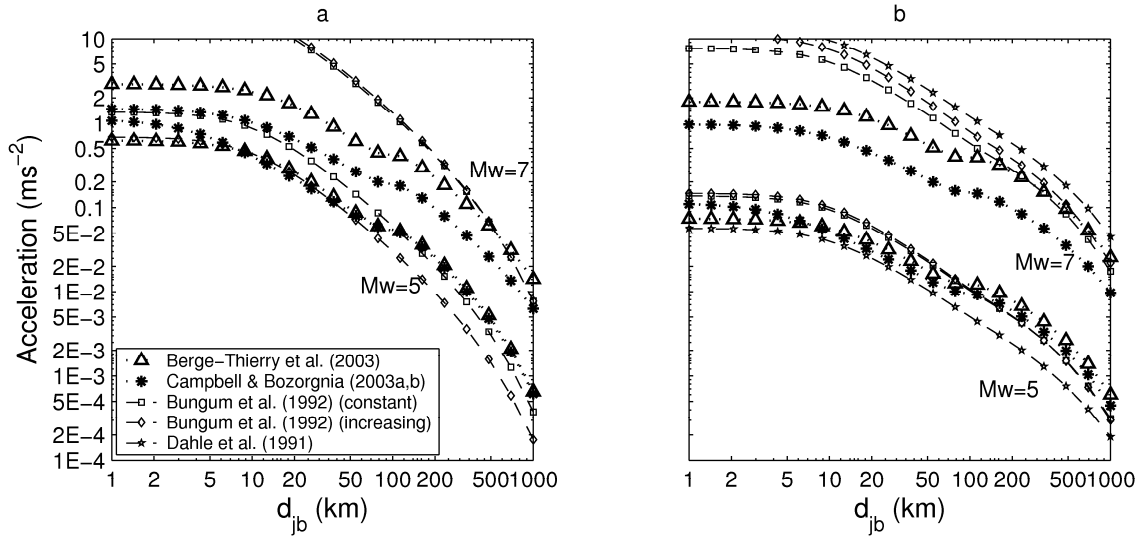 a
b
10
5
2
1
0.5
0.2
0.1
5E−2
2E−2
1E−2
5E−3
2E−3
1E−3
5E−4
2E−4
1E−4
Acceleration (ms−2)
Mw=7
Mw=5
Berge−Thierry et al. (2003)
Campbell & Bozorgnia (2003a,b)
Bungum et al. (1992) (constant)
Bungum et al. (1992) (increasing)
Dahle et al. (1991)
1 2 5 10 20 50 100 200 5001000
djb (km)
Mw=7
Mw=5
1 2 5 10 20 50 100 200 5001000
djb (km)